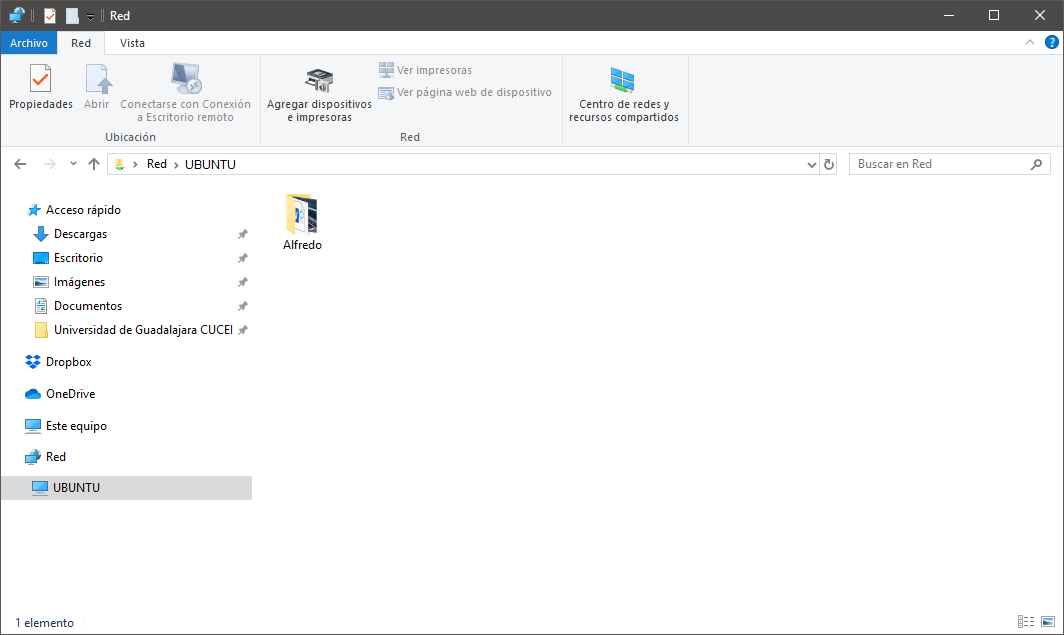 Red
Archivo Red Vista
Propiedades
Abrir
Conectarse con Conexión
a Escritorio remoto
Ubicación
Agregar dispositivos
e impresoras
Ver impresoras
Ver página web de dispositivo
Red
Centro de redes y
recursos compartidos
Red › UBUNTU
Buscar en Red
Acceso rápido
Descargas
Escritorio
Imágenes
Documentos
Universidad de Guadalajara CUCEI
Dropbox
OneDrive
Este equipo
Red
UBUNTU
Alfredo
1 elemento